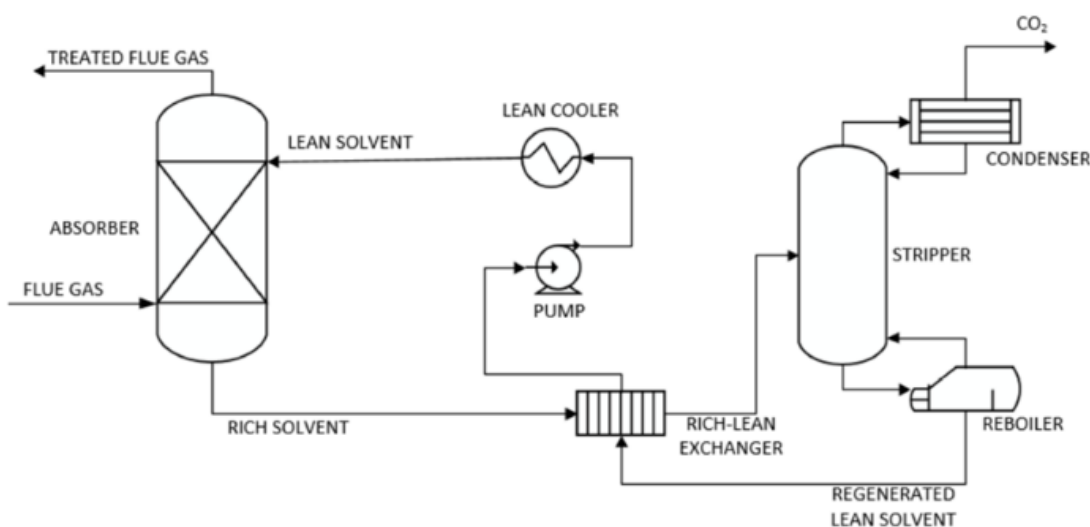 CO₂
TREATED FLUE GAS
LEAN COOLER
LEAN SOLVENT
CONDENSER
ABSORBER
STRIPPER
FLUE GAS
PUMP
RICH SOLVENT
RICH-LEAN
EXCHANGER
REBOILER
REGENERATED
LEAN SOLVENT